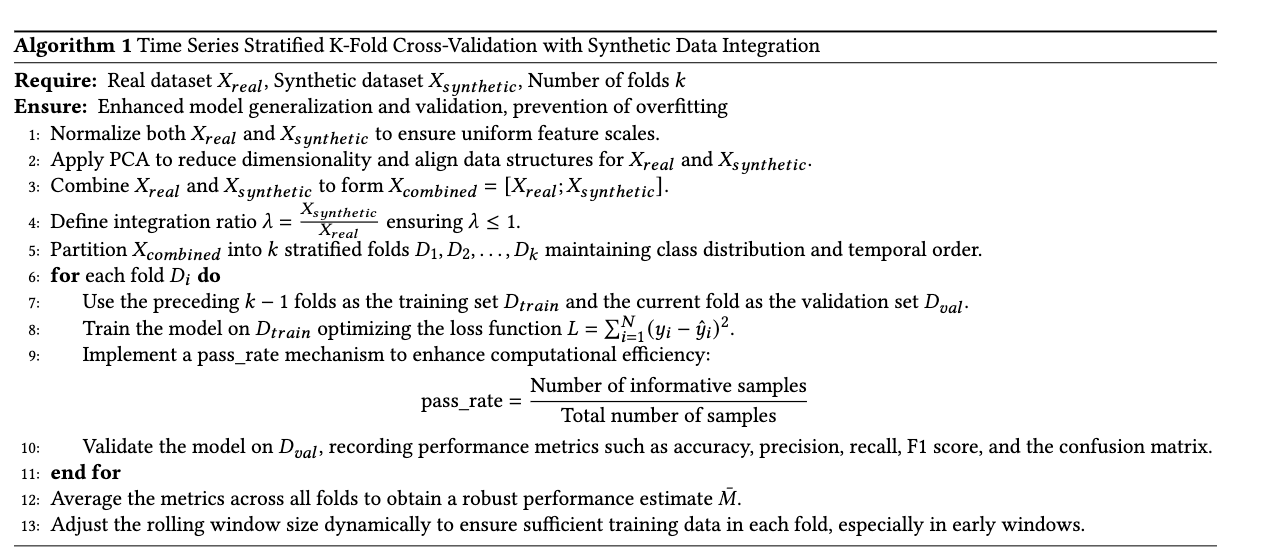 Algorithm 1 Time Series Stratified K-Fold Cross-Validation with Synthetic Data Integration
Require: Real dataset X_real, Synthetic dataset X_synthetic, Number of folds k
Ensure: Enhanced model generalization and validation, prevention of overfitting
1: Normalize both X_real and X_synthetic to ensure uniform feature scales.
2: Apply PCA to reduce dimensionality and align data structures for X_real and X_synthetic.
3: Combine X_real and X_synthetic to form X_combined = [X_real; X_synthetic].
4: Define integration ratio λ = X_synthetic / X_real ensuring λ ≤ 1.
5: Partition X_combined into k stratified folds D_1, D_2, . . . , D_k maintaining class distribution and temporal order.
6: for each fold D_i do
7: Use the preceding k − 1 folds as the training set D_train and the current fold as the validation set D_val.
8: Train the model on D_train optimizing the loss function L = ∑_{i=1}^{N} (y_i − ŷ_i)^2.
9: Implement a pass_rate mechanism to enhance computational efficiency:
pass_rate = Number of informative samples / Total number of samples
10: Validate the model on D_val, recording performance metrics such as accuracy, precision, recall, F1 score, and the confusion matrix.
11: end for
12: Average the metrics across all folds to obtain a robust performance estimate M̄.
13: Adjust the rolling window size dynamically to ensure sufficient training data in each fold, especially in early windows.